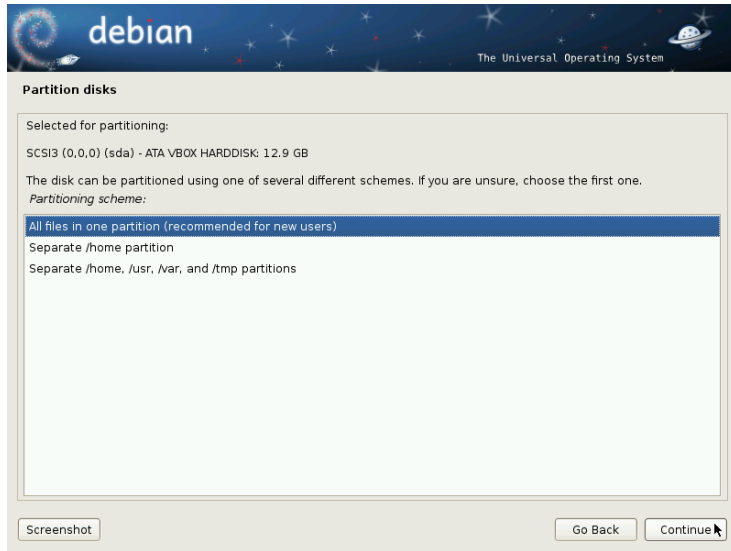 debian
The Universal Operating System
Partition disks
Selected for partitioning:
SCSI3 (0,0,0) (sda) - ATA VBOX HARDDISK: 12.9 GB
The disk can be partitioned using one of several different schemes. If you are unsure, choose the first one.
Partitioning scheme:
All files in one partition (recommended for new users)
Separate /home partition
Separate /home, /usr, /var, and /tmp partitions
Screenshot
Go Back
Continue